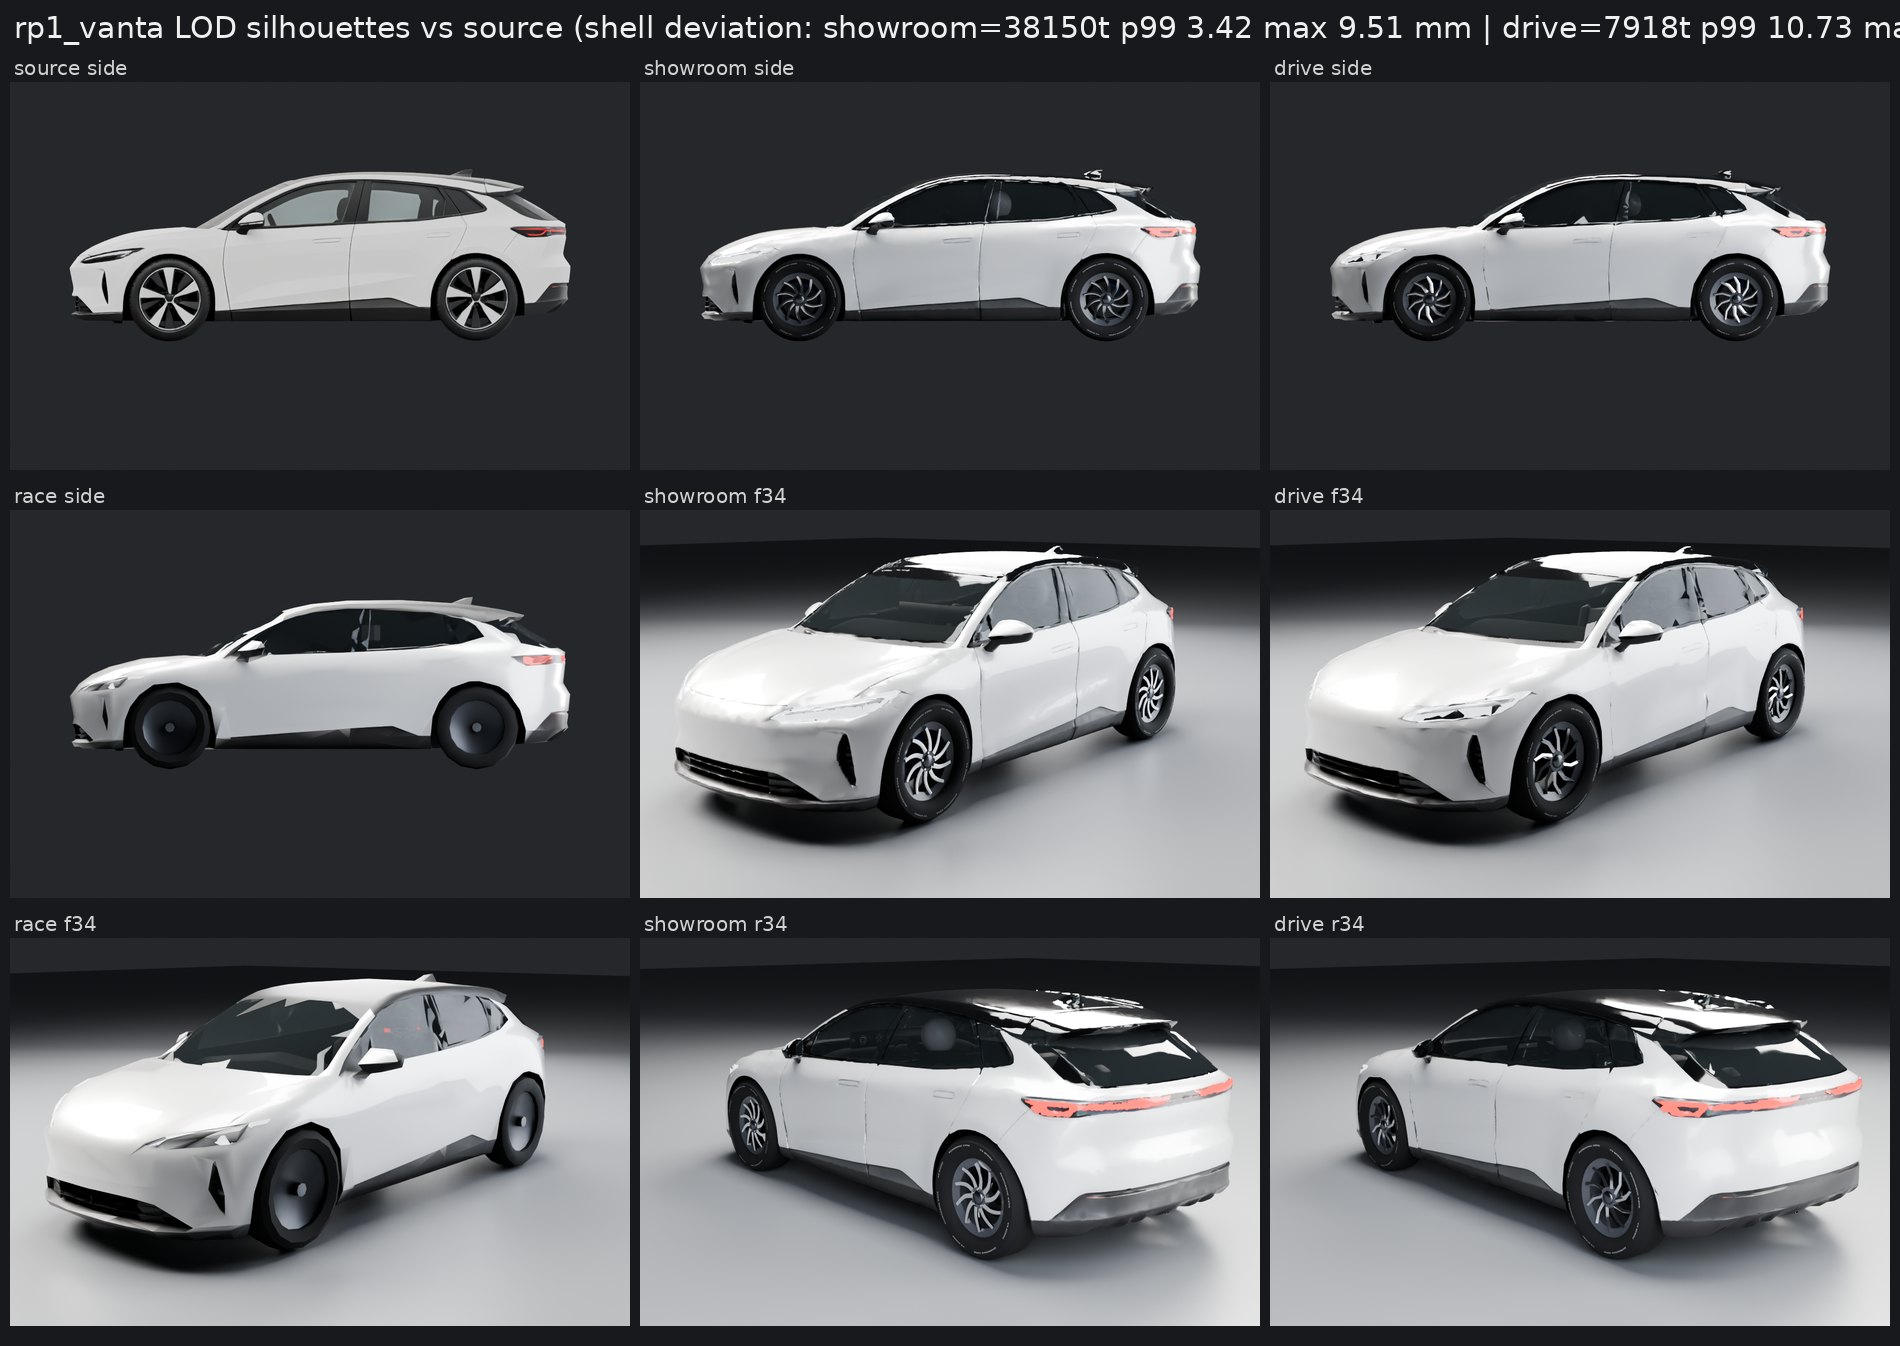 rp1_vanta LOD silhouettes vs source (shell deviation: showroom=38150t p99 3.42 max 9.51 mm | drive=7918t p99 10.73 ma
source side
showroom side
drive side
race side
showroom f34
drive f34
race f34
showroom r34
drive r34